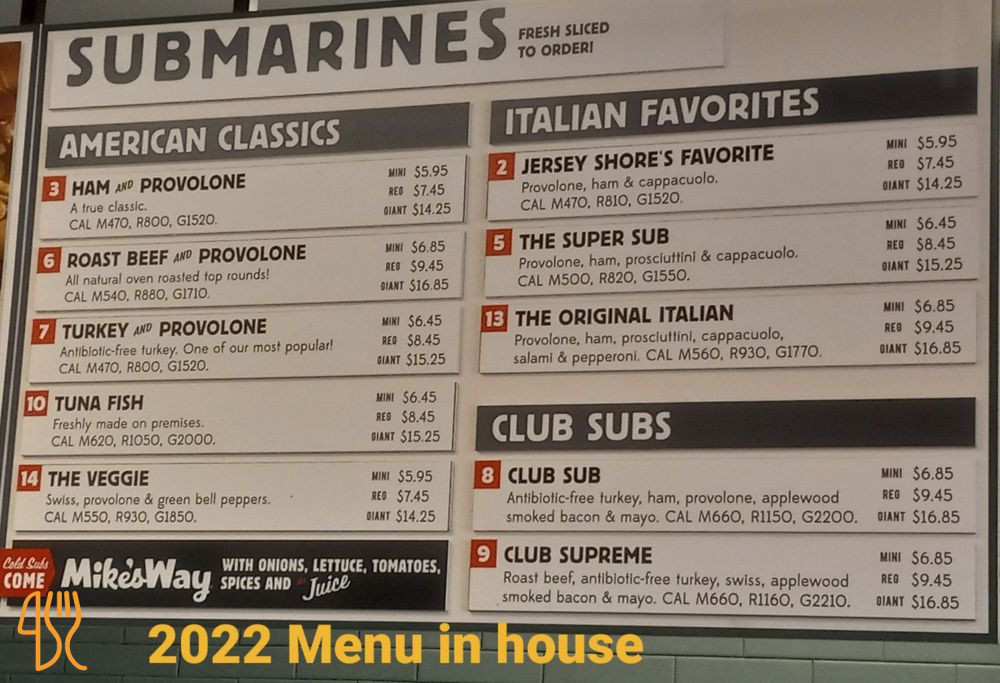 SUBMARINES
FRESH SLICED
TO ORDER!
AMERICAN CLASSICS
3 HAM AND PROVOLONE MINI $5.95
A true classic. REG $7.45
CAL M470, R800, G1520. GIANT $14.25
6 ROAST BEEF AND PROVOLONE MINI $6.85
All natural oven roasted top rounds! REG $9.45
CAL M540, R880, G1710. GIANT $16.85
7 TURKEY AND PROVOLONE MINI $6.45
Antibiotic-free turkey. One of our most popular! REG $8.45
CAL M470, R800, G1520. GIANT $15.25
10 TUNA FISH MINI $6.45
Freshly made on premises. REG $8.45
CAL M620, R1050, G2000. GIANT $15.25
14 THE VEGGIE MINI $5.95
Swiss, provolone & green bell peppers. REG $7.45
CAL M550, R930, G1850. GIANT $14.25
Cold Subs
COME Mike's Way WITH ONIONS, LETTUCE, TOMATOES,
SPICES AND Juice
ITALIAN FAVORITES
2 JERSEY SHORE'S FAVORITE MINI $5.95
Provolone, ham & cappacuolo. REG $7.45
CAL M470, R810, G1520. GIANT $14.25
5 THE SUPER SUB MINI $6.45
Provolone, ham, prosciuttini & cappacuolo. REG $8.45
CAL M500, R820, G1550. GIANT $15.25
13 THE ORIGINAL ITALIAN MINI $6.85
Provolone, ham, prosciuttini, cappacuolo, REG $9.45
salami & pepperoni. CAL M560, R930, G1770. GIANT $16.85
CLUB SUBS
8 CLUB SUB MINI $6.85
Antibiotic-free turkey, ham, provolone, applewood REG $9.45
smoked bacon & mayo. CAL M660, R1150, G2200. GIANT $16.85
9 CLUB SUPREME MINI $6.85
Roast beef, antibiotic-free turkey, swiss, applewood REG $9.45
smoked bacon & mayo. CAL M660, R1160, G2210. GIANT $16.85
2022 Menu in house